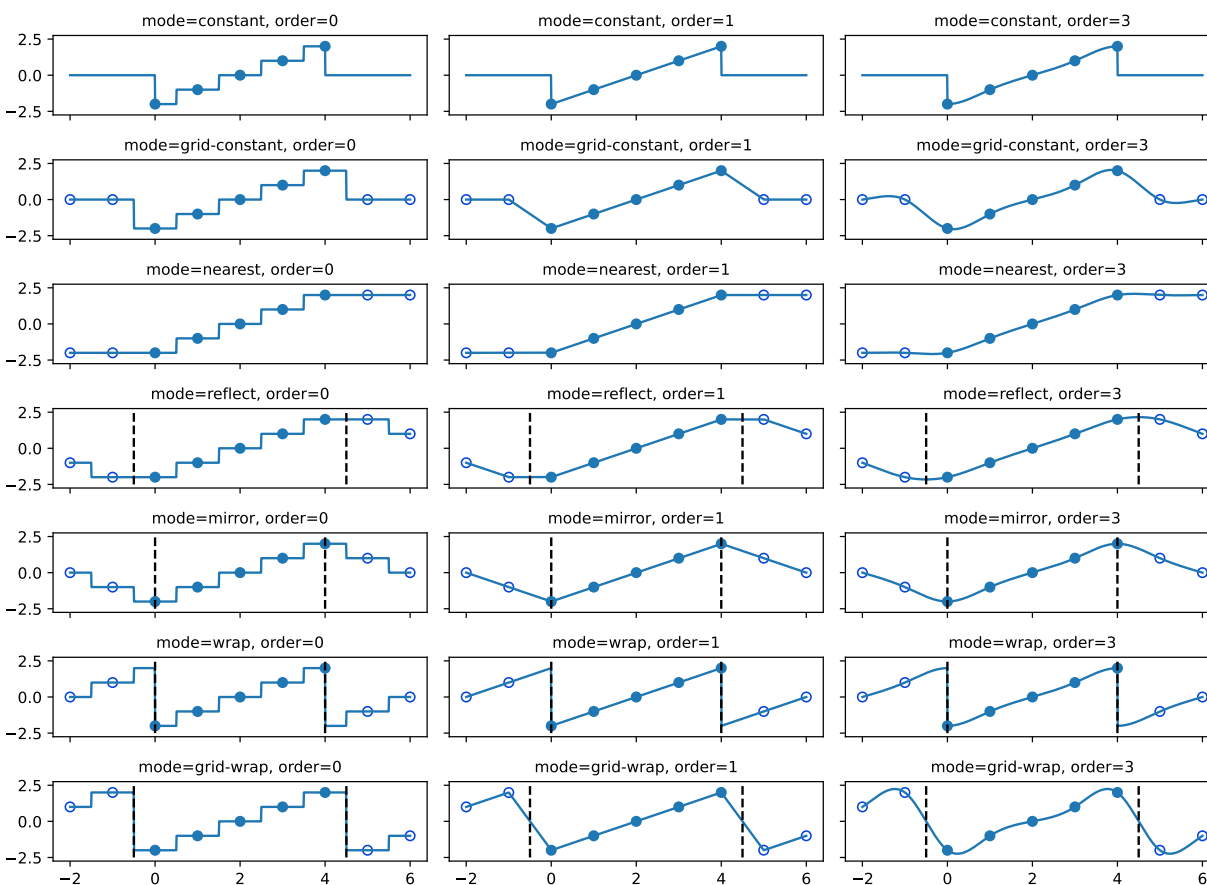 mode=constant, order=0 mode=constant, order=1 mode=constant, order=3
2.5
0.0
−2.5
mode=grid-constant, order=0 mode=grid-constant, order=1 mode=grid-constant, order=3
2.5
0.0
−2.5
mode=nearest, order=0 mode=nearest, order=1 mode=nearest, order=3
2.5
0.0
−2.5
mode=reflect, order=0 mode=reflect, order=1 mode=reflect, order=3
2.5
0.0
−2.5
mode=mirror, order=0 mode=mirror, order=1 mode=mirror, order=3
2.5
0.0
−2.5
mode=wrap, order=0 mode=wrap, order=1 mode=wrap, order=3
2.5
0.0
−2.5
mode=grid-wrap, order=0 mode=grid-wrap, order=1 mode=grid-wrap, order=3
2.5
0.0
−2.5
−2 0 2 4 6 −2 0 2 4 6 −2 0 2 4 6